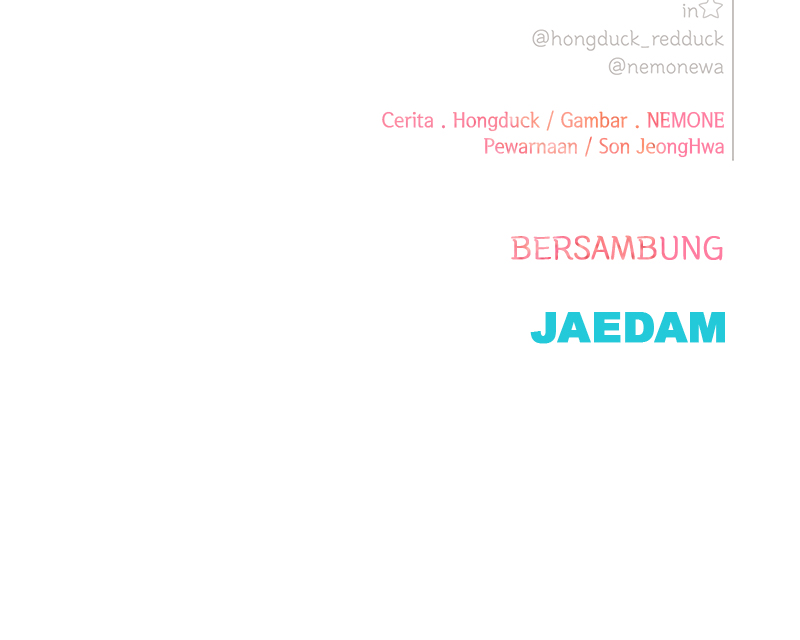 in☆
@hongduck_redduck
@nemonewa
Cerita . Hongduck / Gambar . NEMONE
Pewarnaan / Son JeongHwa
BERSAMBUNG
JAEDAM